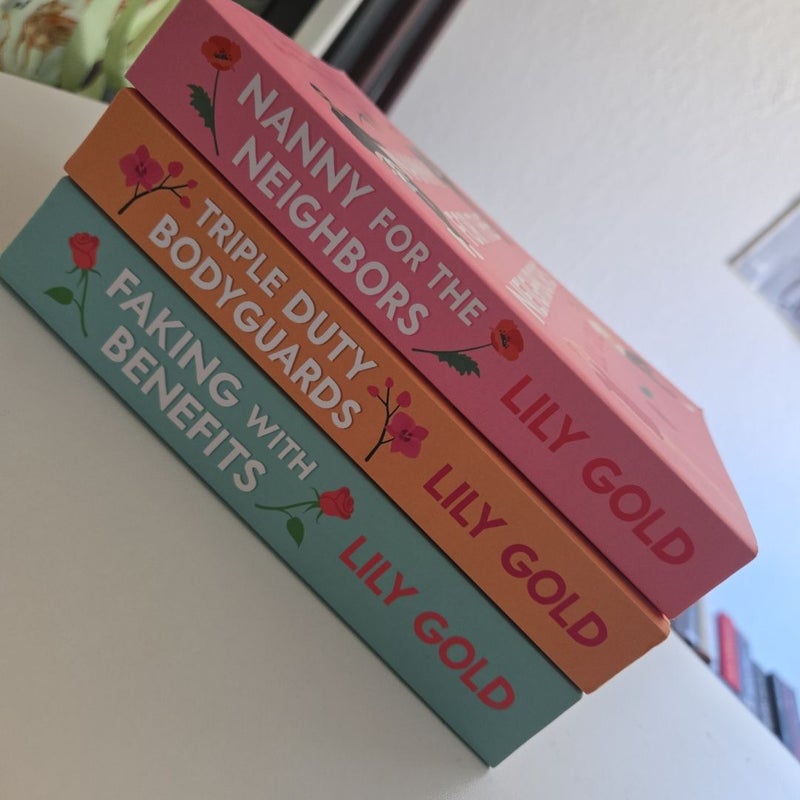 NANNY FOR THE
NEIGHBORS
LILY GOLD
TRIPLE DUTY
BODYGUARDS
LILY GOLD
FAKING WITH
BENEFITS
LILY GOLD